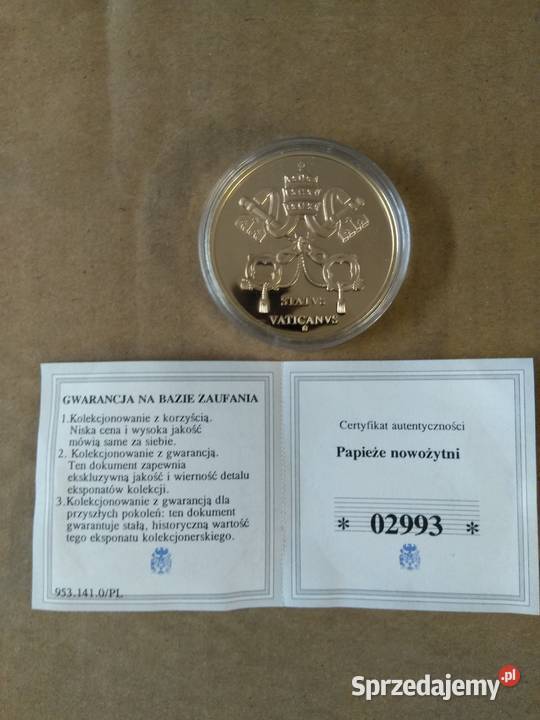 STATVS
VATICANVS
GWARANCJA NA BAZIE ZAUFANIA
1.Kolekcjonowanie z korzyścią.
Niska cena i wysoka jakość
mówią same za siebie.
2. Kolekcjonowanie z gwarancją.
Ten dokument zapewnia
ekskluzywną jakość i wierność detalu
eksponatów kolekcji.
3.Kolekcjonowanie z gwarancją dla
przyszłych pokoleń: ten dokument
gwarantuje stałą, historyczną wartość
tego eksponatu kolekcjonerskiego.
953.141.0/PL
Certyfikat autentyczności
Papieże nowożytni
* 02993 *
Sprzedajemy.pl